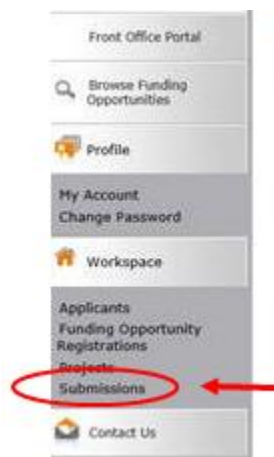 Front Office Portal
Browse Funding
Opportunities
Profile
My Account
Change Password
Workspace
Applicants
Funding Opportunity
Registrations
Projects
Submissions
Contact Us